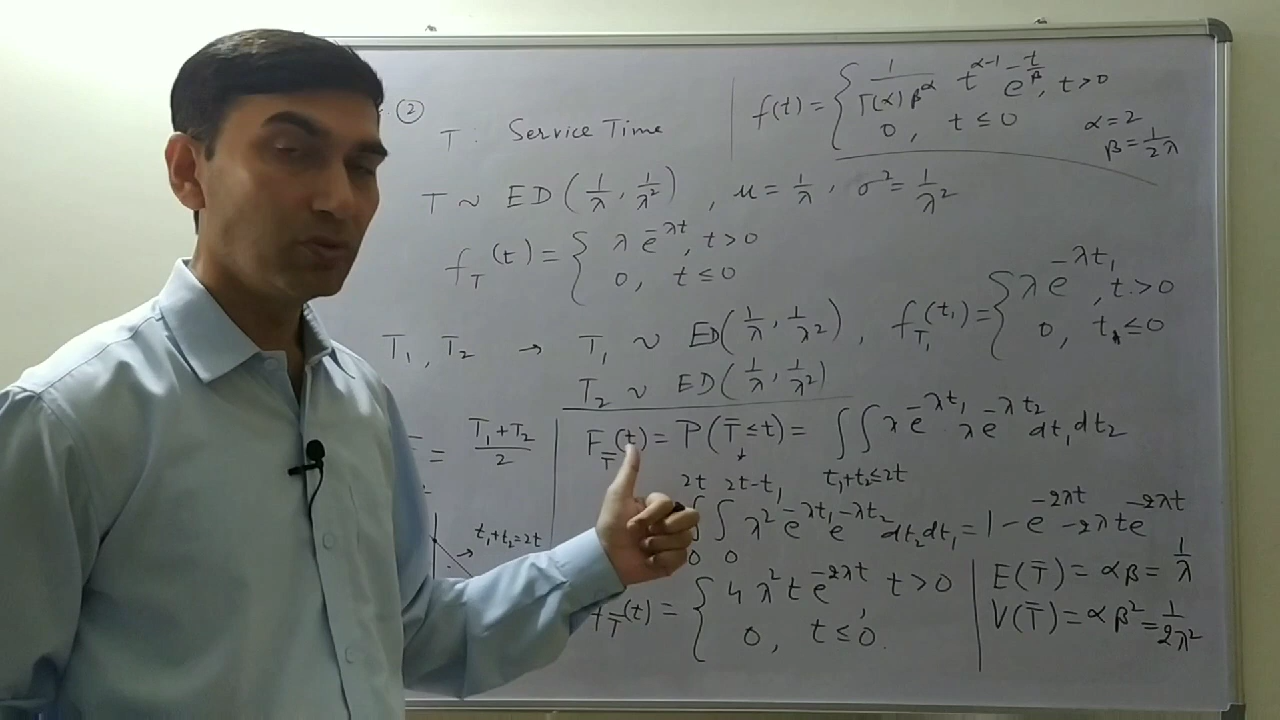 ②
T : Service Time
f(t) = { 1/(Γ(α) β^α) t^(α-1) e^(-t/β), t>0
0, t ≤ 0
α = 2
β = 1/2λ
T ~ ED(1/λ, 1/λ²), μ = 1/λ, σ² = 1/λ²
f_T(t) = { λ e^(-λt), t>0
0, t ≤ 0
T₁, T₂ → T₁ ~ ED(1/λ, 1/λ²), f_T₁(t₁) = { λ e^(-λt₁), t.>0
0, t₁ ≤ 0
T₂ ~ ED(1/λ, 1/λ²)
= T₁+T₂/2
t₁+t₂=2t
F_T̄(t) = P(T̄ ≤ t) = ∫∫ λ e^(-λt₁) λ e^(-λt₂) dt₁ dt₂
t₁+t₂≤2t
∫₀^2t ∫₀^(2t-t₁) λ² e^(-λt₁) e^(-λt₂) dt₂ dt₁ = 1 - e^(-2λt) - 2λt e^(-2λt)
f_T̄(t) = { 4 λ² t e^(-2λt), t>0
0, t ≤ 0.
E(T̄) = αβ = 1/λ
V(T̄) = αβ² = 1/2λ²